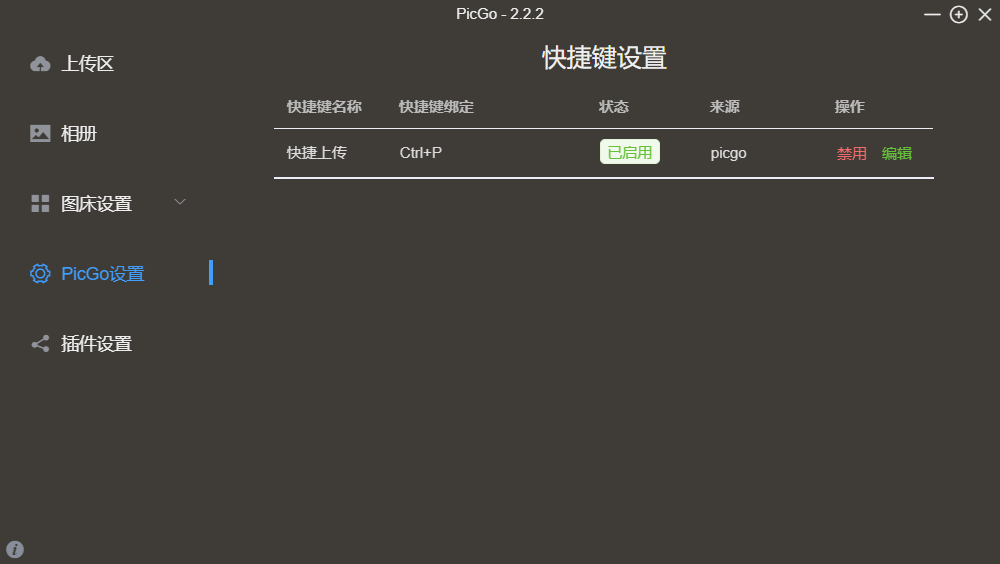 PicGo - 2.2.2
上传区
相册
图床设置
PicGo设置
插件设置
快捷键设置
快捷键名称 快捷键绑定 状态 来源 操作
快捷上传 Ctrl+P 已启用 picgo 禁用 编辑